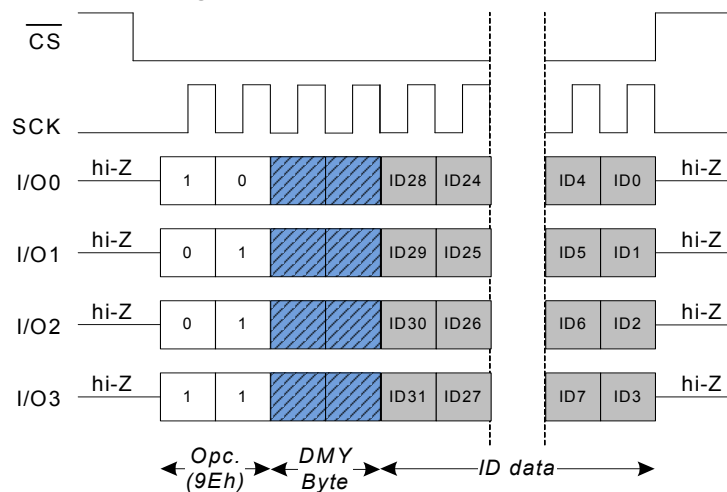 CS
SCK
I/O0 hi-Z 1 0 ID28 ID24 ID4 ID0 hi-Z
I/O1 hi-Z 0 1 ID29 ID25 ID5 ID1 hi-Z
I/O2 hi-Z 0 1 ID30 ID26 ID6 ID2 hi-Z
I/O3 hi-Z 1 1 ID31 ID27 ID7 ID3 hi-Z
Opc. DMY ID data
(9Eh) Byte